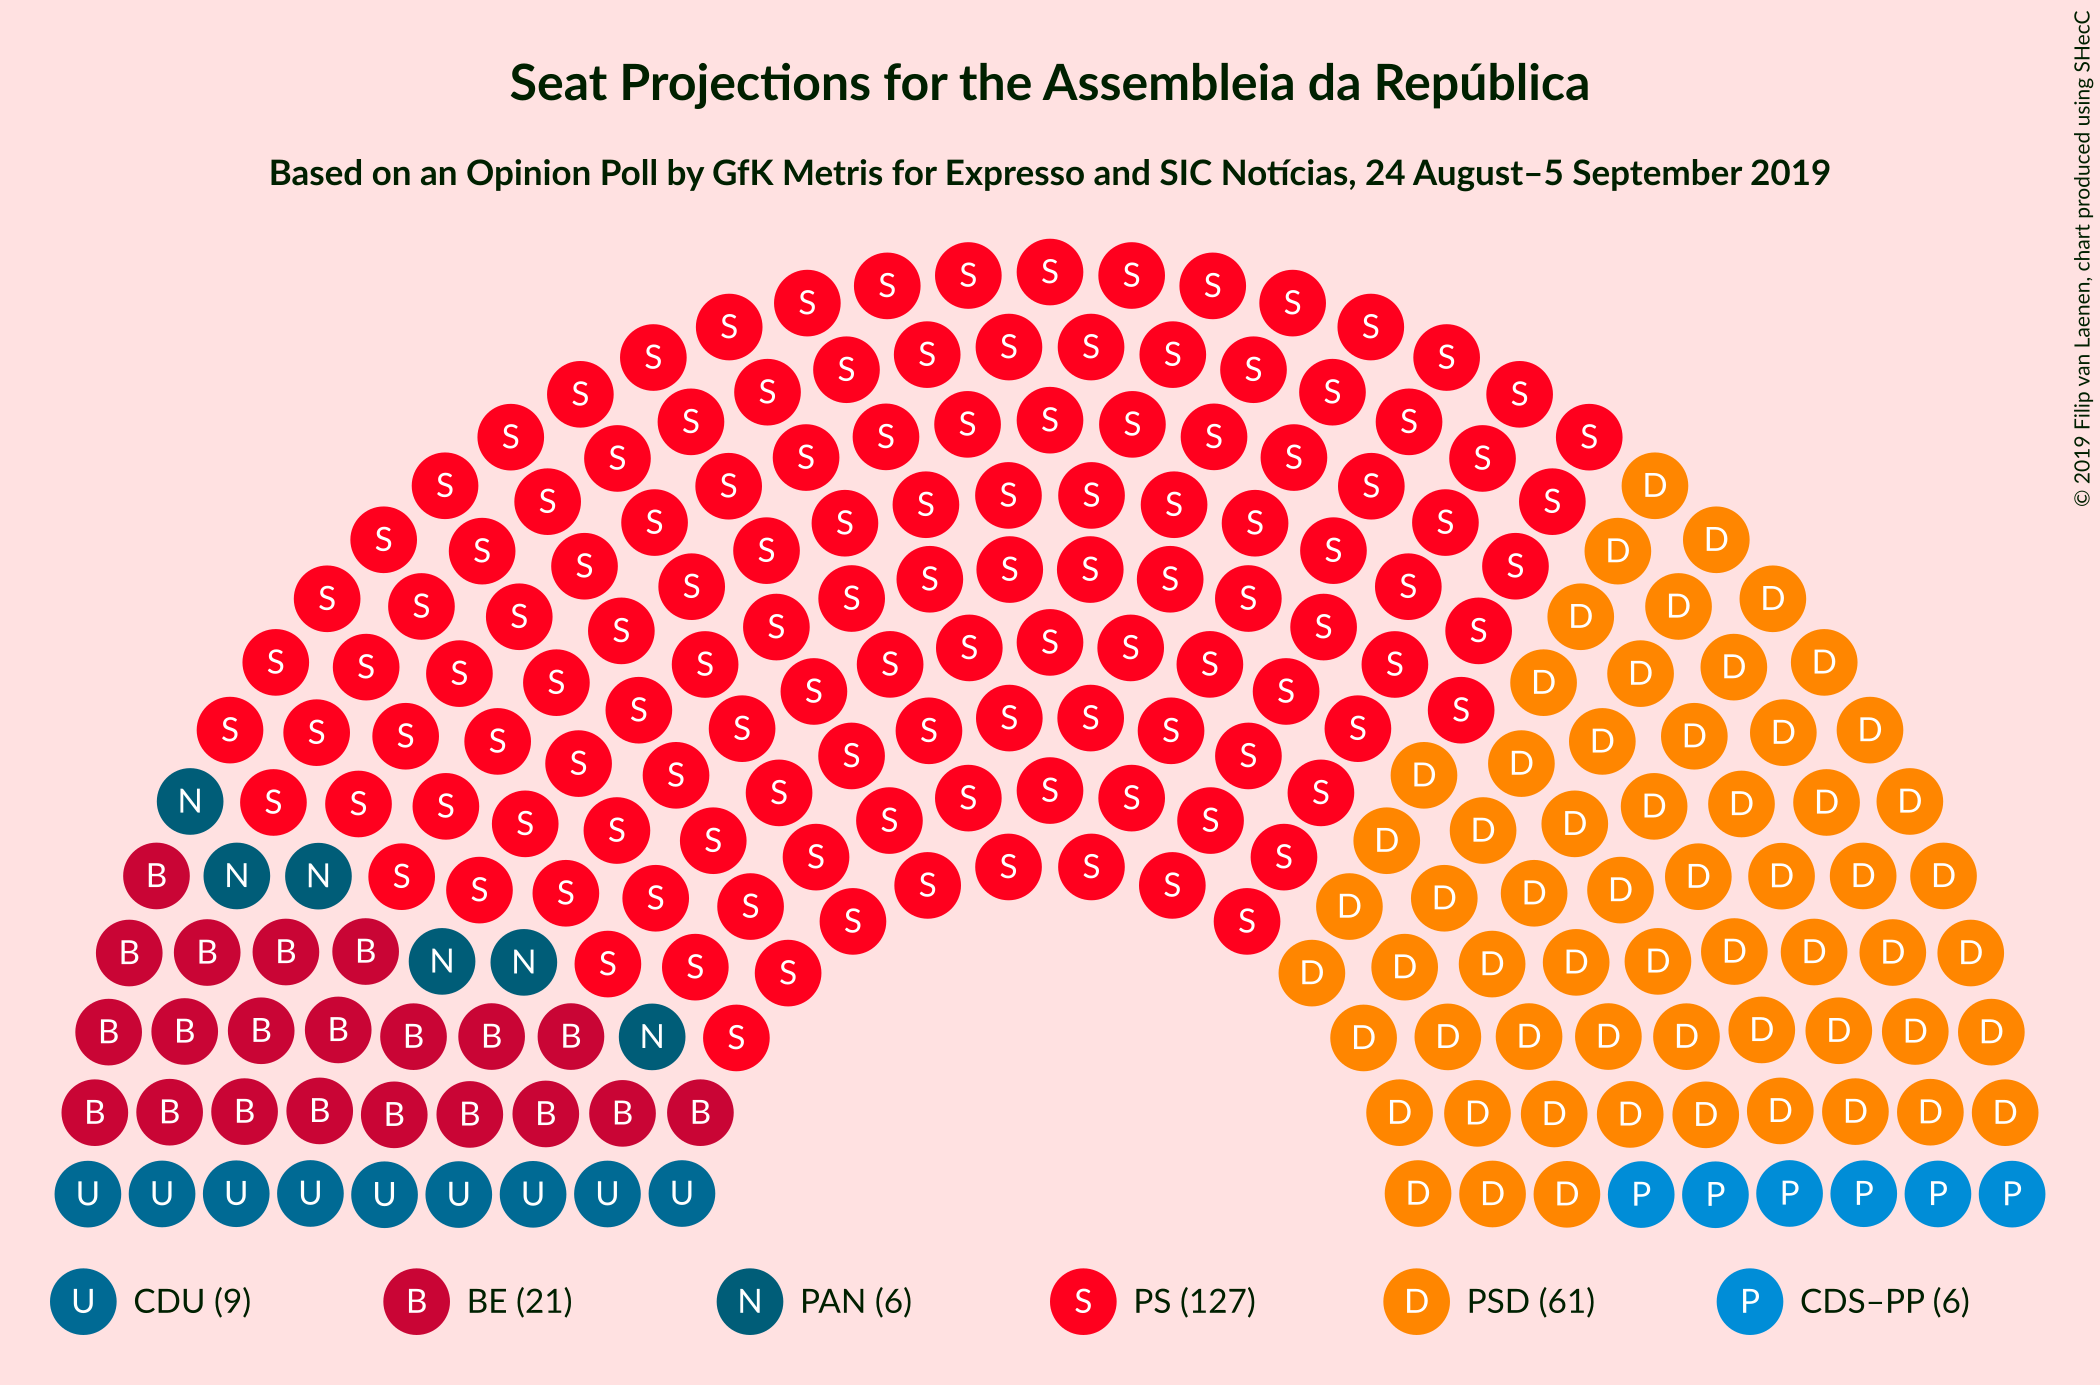 Seat Projections for the Assembleia da República
Based on an Opinion Poll by GfK Metris for Expresso and SIC Notícias, 24 August–5 September 2019
© 2019 Filip van Laenen, chart produced using SHecC
U CDU (9) B BE (21) N PAN (6) S PS (127) D PSD (61) P CDS–PP (6)